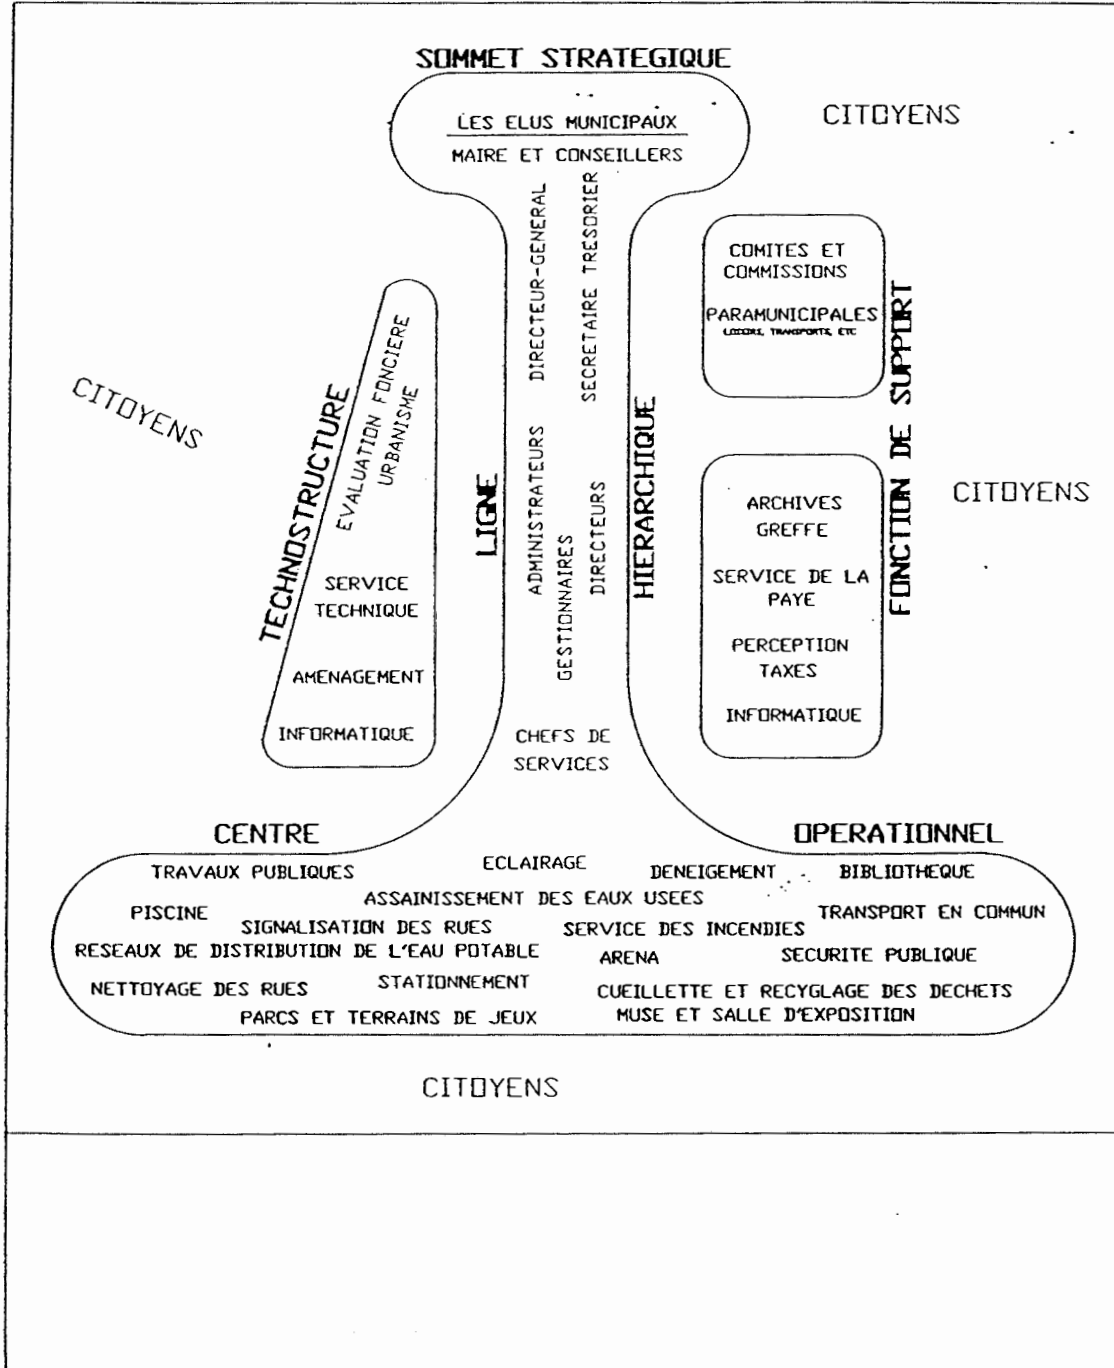 SOMMET STRATEGIQUE
LES ELUS MUNICIPAUX
MAIRE ET CONSEILLERS
CITOYENS
DIRECTEUR-GENERAL
SECRETAIRE TRESORIER
COMITES ET
COMMISSIONS
PARAMUNICIPALES
LOISIRS, TRANSPORTS, ETC
FONCTION DE SUPPORT
CITOYENS
TECHNOSTRUCTURE
EVALUATION FONCIERE
URBANISME
SERVICE
TECHNIQUE
AMENAGEMENT
INFORMATIQUE
LIGNE
HIERARCHIQUE
ADMINISTRATEURS
GESTIONNAIRES
DIRECTEURS
CHEFS DE
SERVICES
ARCHIVES
GREFFE
SERVICE DE LA
PAYE
PERCEPTION
TAXES
INFORMATIQUE
CITOYENS
CENTRE
OPERATIONNEL
TRAVAUX PUBLIQUES
ECLAIRAGE
DENEIGEMENT
BIBLIOTHEQUE
ASSAINISSEMENT DES EAUX USEES
PISCINE
TRANSPORT EN COMMUN
SIGNALISATION DES RUES
SERVICE DES INCENDIES
RESEAUX DE DISTRIBUTION DE L'EAU POTABLE
ARENA
SECURITE PUBLIQUE
NETTOYAGE DES RUES
STATIONNEMENT
CUEILLETTE ET RECYGLAGE DES DECHETS
PARCS ET TERRAINS DE JEUX
MUSE ET SALLE D'EXPOSITION
CITOYENS